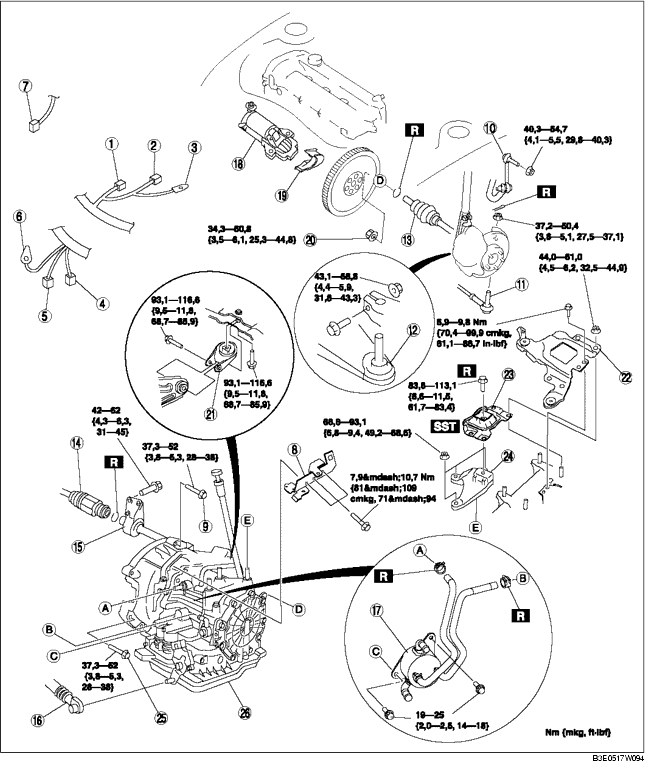 7
1
2
3
6
5
4
18
19
R
D
13
10
40,3—54,7
{4,1—5,5, 29,8—40,3}
R
37,2—50,4
{3,8—5,1, 27,5—37,1}
34,3—50,8
{3,5—6,1, 25,3—44,8}
20
44,0—61,0
{4,5—6,2, 32,5—44,9}
11
93,1—116,6
{9,5—11,8,
68,7—85,9}
43,1—58,8
{4,4—5,9,
31,8—43,3}
12
6,9—9,8 Nm
{70,4—99,9 cmkg,
61,1—86,7 in-lbf}
22
21
93,1—116,6
{9,5—11,8,
68,7—85,9}
R
83,5—113,1
{8,5—11,5,
61,7—83,4}
23
SST
42—62
{4,3—6,3,
31—45}
37,3—52
{3,8—5,3, 28—38}
14
R
15
9
E
8
7,9&mdash;10,7 Nm
{81&mdash;109
cmkg, 71&mdash;94
66,8—93,1
{6,8—9,4, 49,2—68,6}
24
E
A
B
C
D
37,3—52
{3,8—5,3,
28—38}
25
26
16
A
R
B
R
17
C
19—25
{2,0—2,5, 14—18}
Nm {mkg, ft-lbf}
B3E0517W094